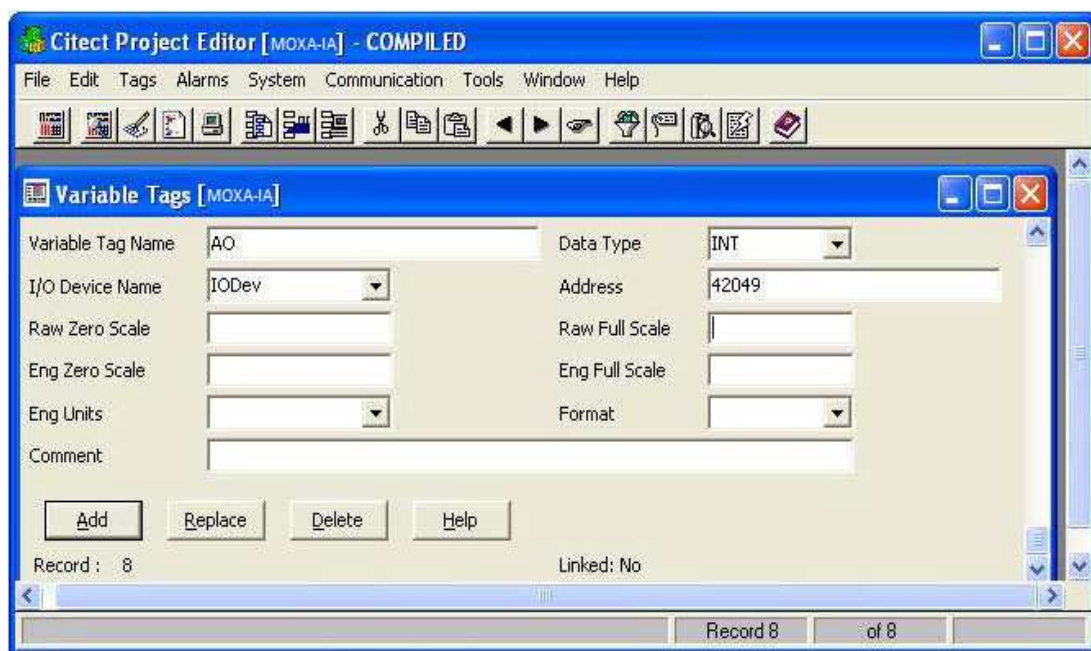 Citect Project Editor [MOXA-IA] - COMPILED
File Edit Tags Alarms System Communication Tools Window Help
Variable Tags [MOXA-IA]
Variable Tag Name AO Data Type INT
I/O Device Name IODev Address 42049
Raw Zero Scale Raw Full Scale
Eng Zero Scale Eng Full Scale
Eng Units Format
Comment
Add Replace Delete Help
Record : 8 Linked: No
Record 8 of 8